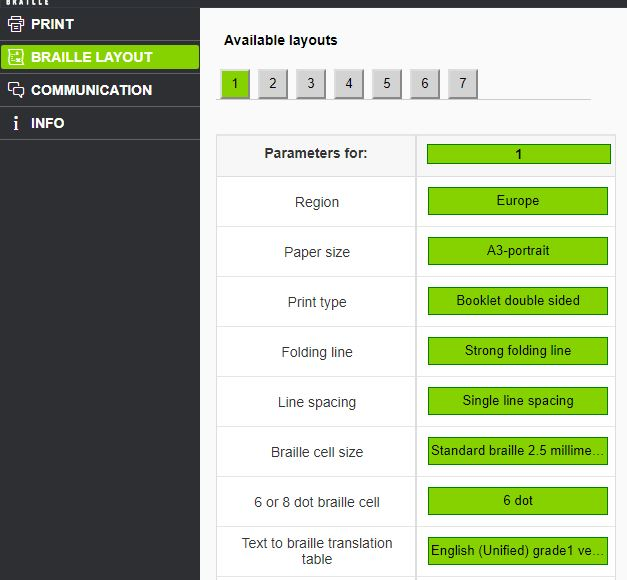 BRAILLE
PRINT
BRAILLE LAYOUT
COMMUNICATION
INFO
Available layouts
1 2 3 4 5 6 7
Parameters for: 1
Region Europe
Paper size A3-portrait
Print type Booklet double sided
Folding line Strong folding line
Line spacing Single line spacing
Braille cell size Standard braille 2.5 millime...
6 or 8 dot braille cell 6 dot
Text to braille translation
table English (Unified) grade1 ve...